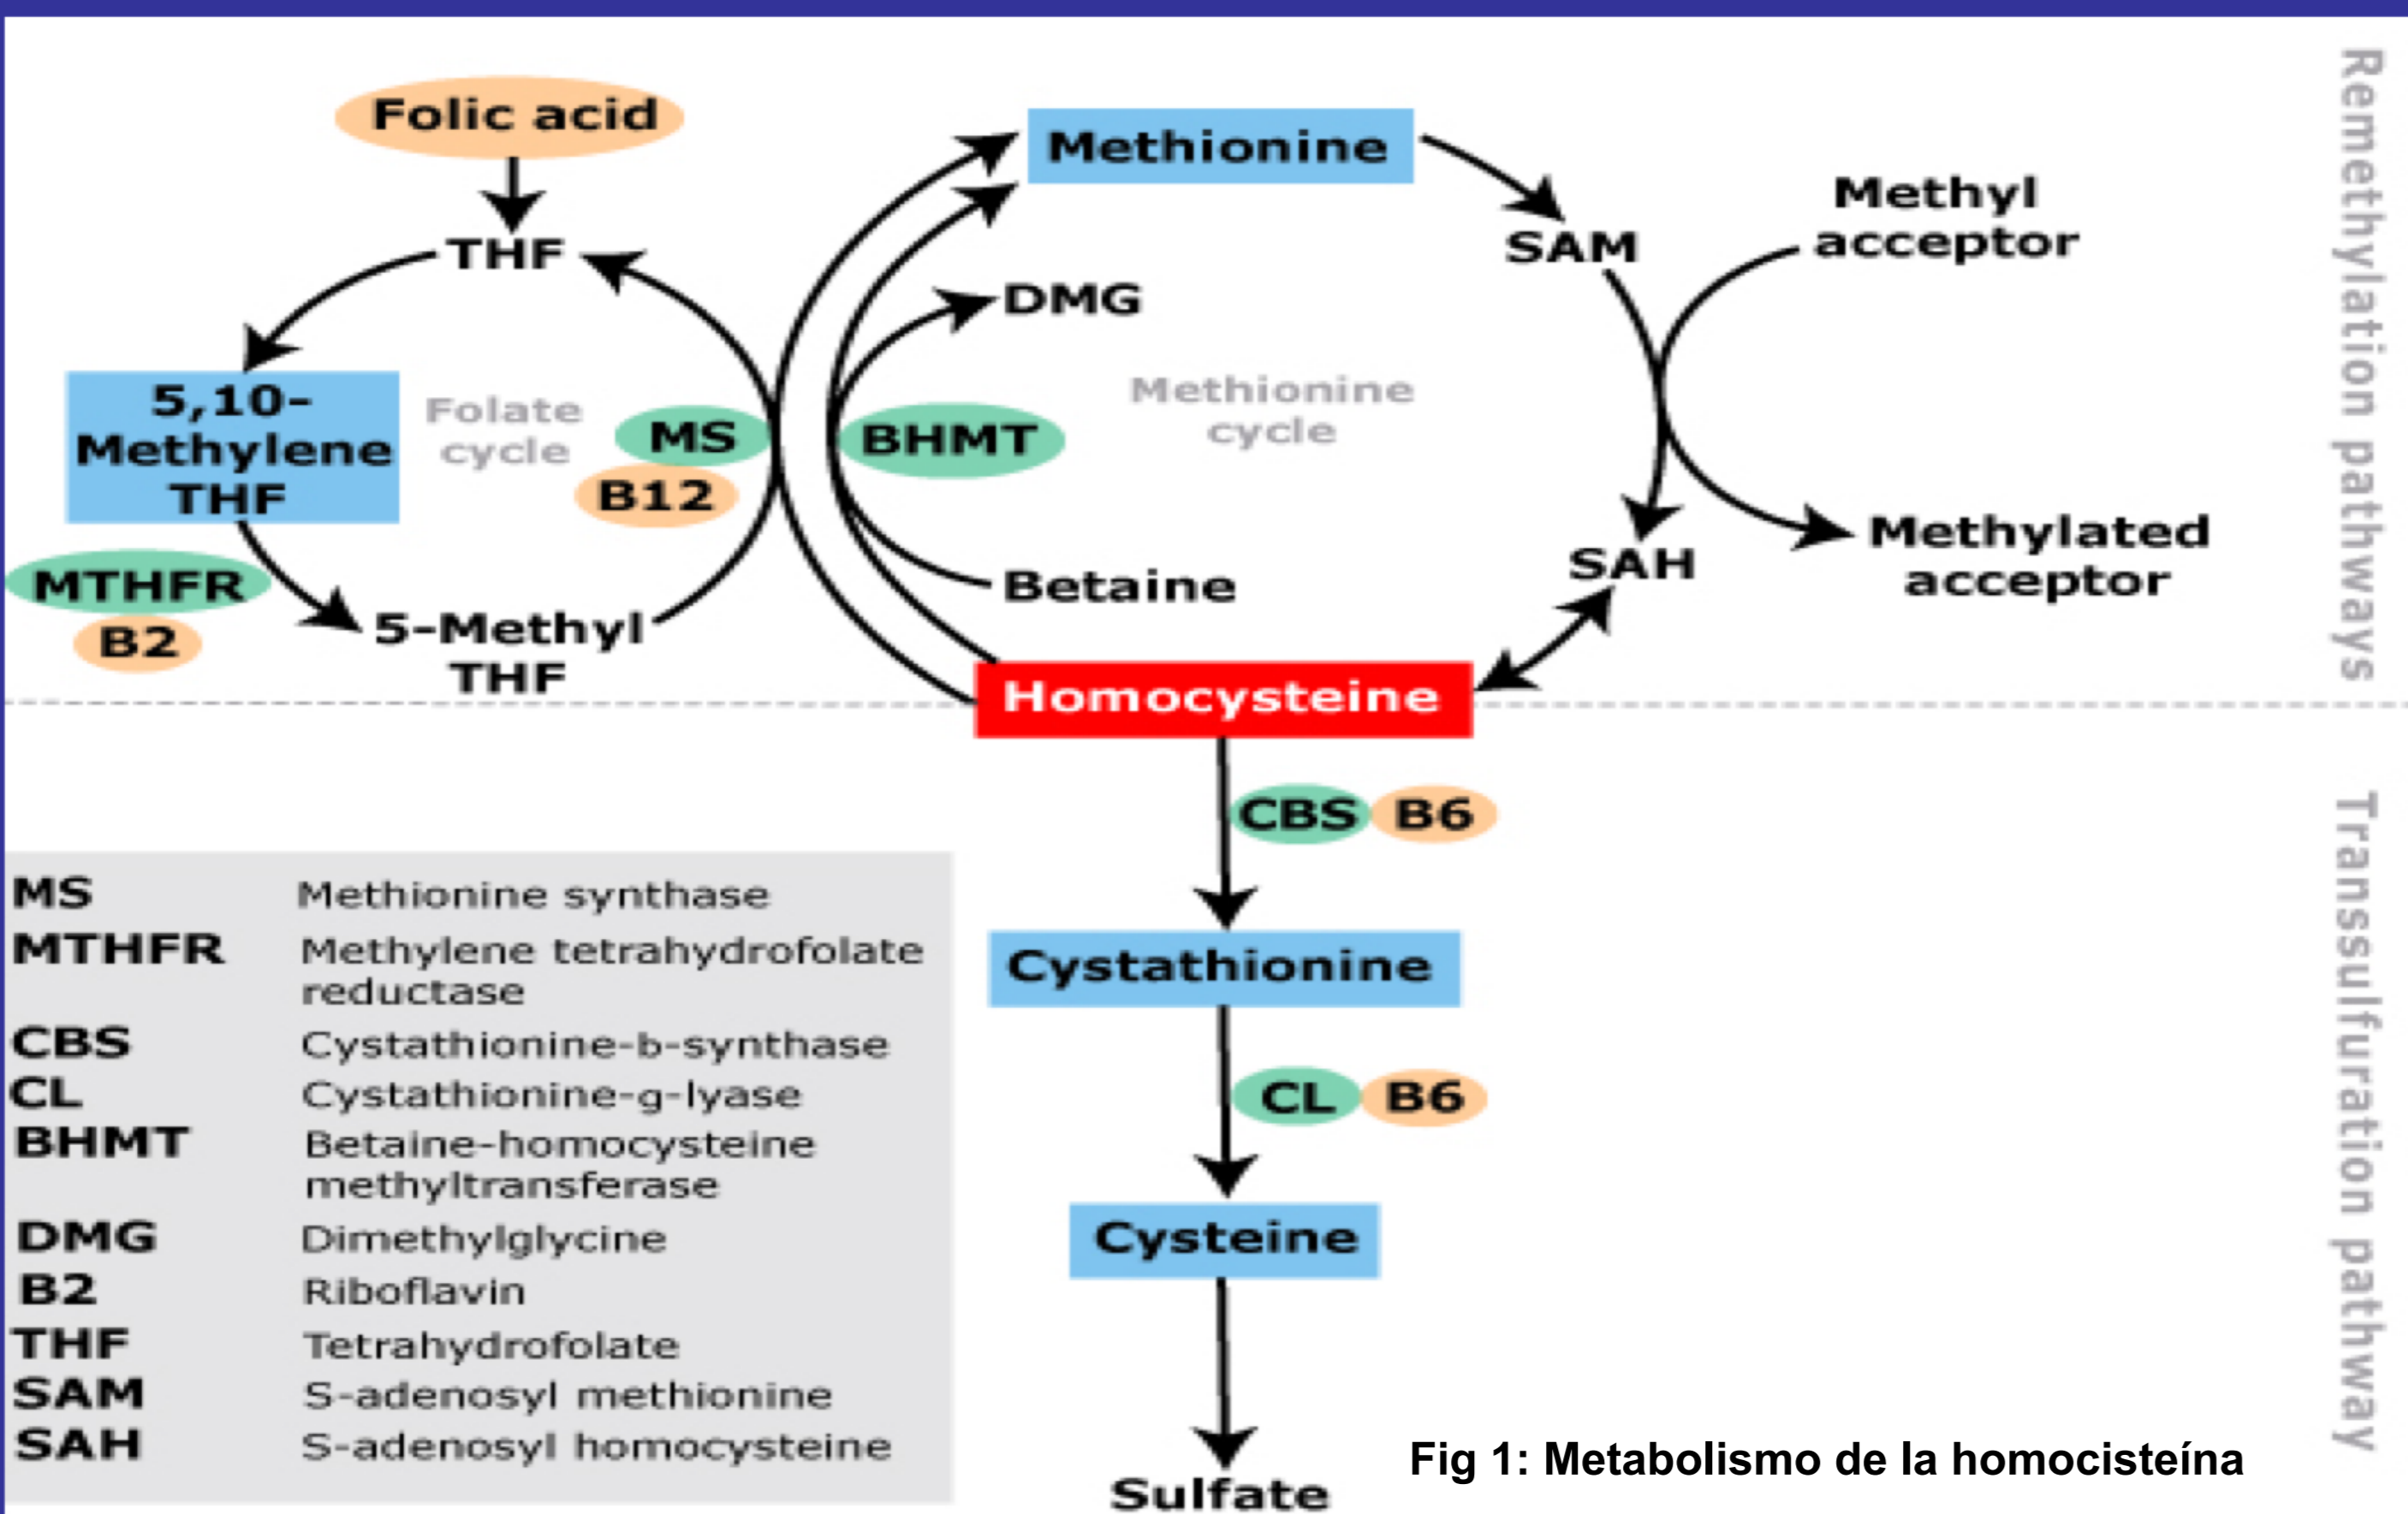 Folic acid
THF
5,10-
Methylene
THF
Folate
cycle
MS
B12
MTHFR
B2
5-Methyl
THF
Methionine
DMG
BHMT
Methionine
cycle
Betaine
Homocysteine
SAM
Methyl
acceptor
SAH
Methylated
acceptor
Remethylation pathways
CBS B6
Cystathionine
CL B6
Cysteine
Sulfate
Transsulfuration pathway
MS Methionine synthase
MTHFR Methylene tetrahydrofolate
reductase
CBS Cystathionine-b-synthase
CL Cystathionine-g-lyase
BHMT Betaine-homocysteine
methyltransferase
DMG Dimethylglycine
B2 Riboflavin
THF Tetrahydrofolate
SAM S-adenosyl methionine
SAH S-adenosyl homocysteine
Fig 1: Metabolismo de la homocisteína